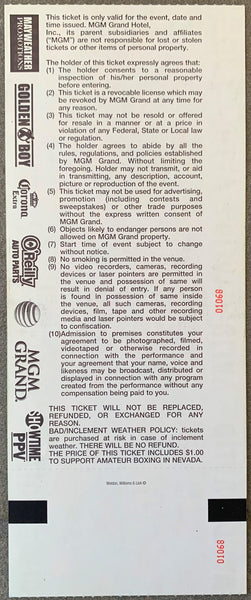 This ticket is only valid for the event, date and
time issued. MGM Grand Hotel,
Inc., its parent subsidiaries and affiliates
("MGM") are not responsible for lost or stolen
tickets or other items of personal property.
The holder of this ticket expressly agrees that:
(1) The holder consents to a reasonable
inspection of his/her personal property
before entering.
(2) This ticket is a revocable license which may
be revoked by MGM Grand at any time for
any reason.
(3) This ticket may not be resold or offered
for resale in a manner or at a price in
violation of any Federal, State or Local law
or regulation.
(4) The holder agrees to abide by all the
rules, regulations, and policies established
by MGM Grand. Without limiting the
foregoing. Holder may not transmit, or aid
in transmitting, any description, account,
picture or reproduction of the event.
(5) This ticket may not be used for advertising,
promotion (including contests and
sweepstakes) or other trade purposes
without the express written consent of
MGM Grand.
(6) Objects likely to endanger persons are not
allowed on MGM Grand property.
(7) Start time of event subject to change
without notice.
(8) No smoking is permitted in the venue.
(9) No video recorders, cameras, recording
devices or laser pointers are permitted in
the venue and possession of same will
result in denial of entry. If any person
is found in possession of same inside
the venue, all such cameras, recording
devices, film, tape and other recording
media and laser pointers would be subject
to confiscation.
(10)Admission to premises constitutes your
agreement to be photographed, filmed,
videotaped or otherwise recorded in
connection with the performance and
your agreement that your name, voice and
likeness may be broadcast, distributed or
displayed in connection with any program
created from the performance without any
compensation being paid to you.
THIS TICKET WILL NOT BE REPLACED,
REFUNDED, OR EXCHANGED FOR ANY
REASON.
BAD/INCLEMENT WEATHER POLICY: tickets
are purchased at risk in case of inclement
weather. THERE WILL BE NO REFUND.
THE PRICE OF THIS TICKET INCLUDES $1.00
TO SUPPORT AMATEUR BOXING IN NEVADA.
Weldon, Williams & Lick ©
MAYWEATHER
PROMOTIONS
GOLDEN BOY
Corona
Extra
O'Reilly
AUTO PARTS
MGM
GRAND
SHOWTIME
PPV
01068
01068